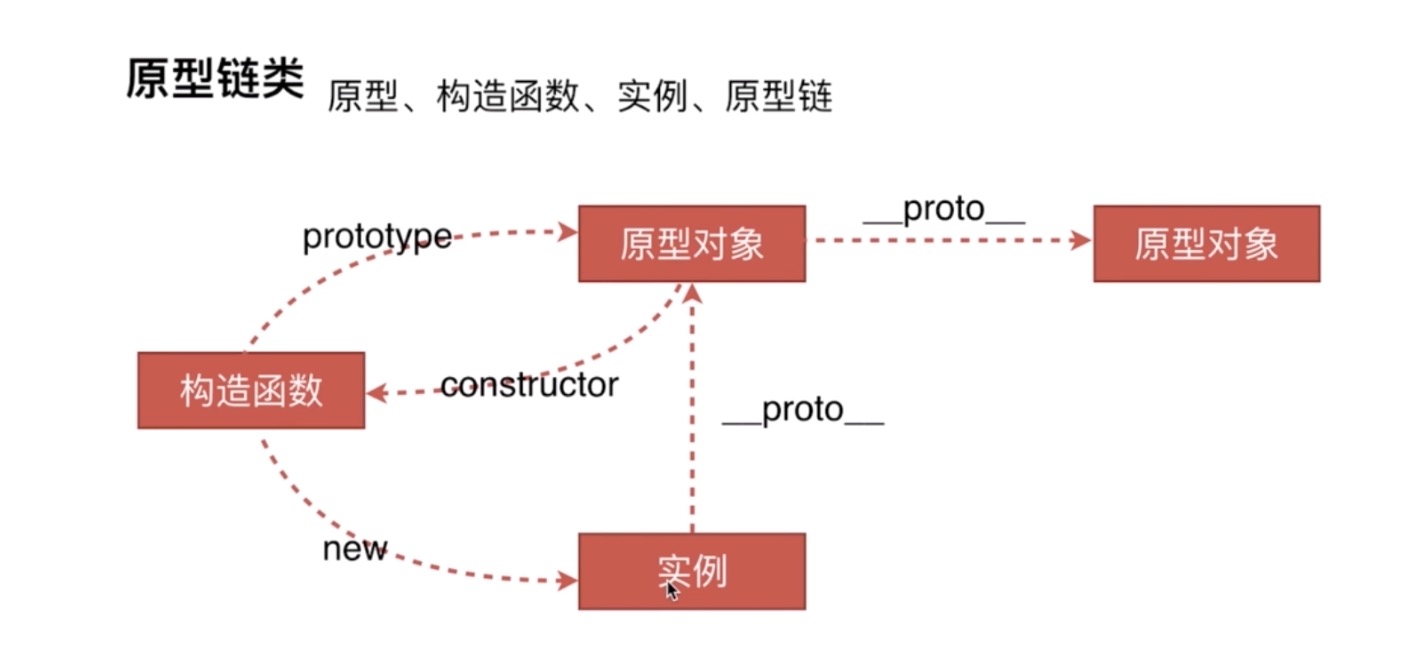 原型链类 原型、构造函数、实例、原型链
prototype
原型对象
__proto__
原型对象
构造函数
constructor
__proto__
new
实例